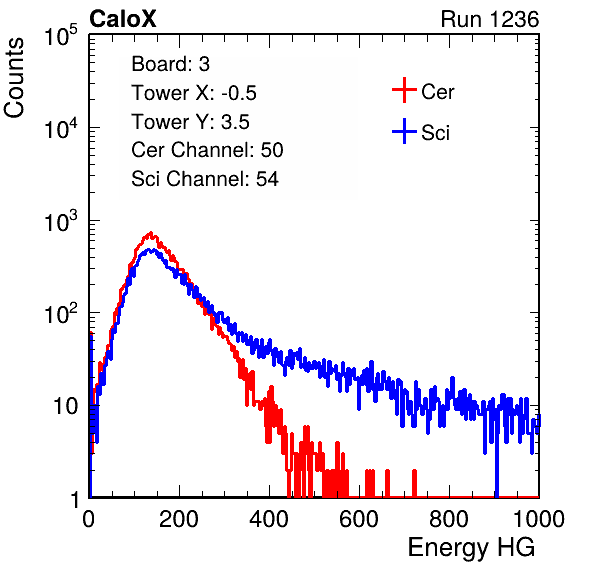 CaloX Run 1236
Counts
10^5
10^4
10^3
10^2
10
1
Board: 3
Tower X: -0.5
Tower Y: 3.5
Cer Channel: 50
Sci Channel: 54
Cer
Sci
0 200 400 600 800 1000
Energy HG